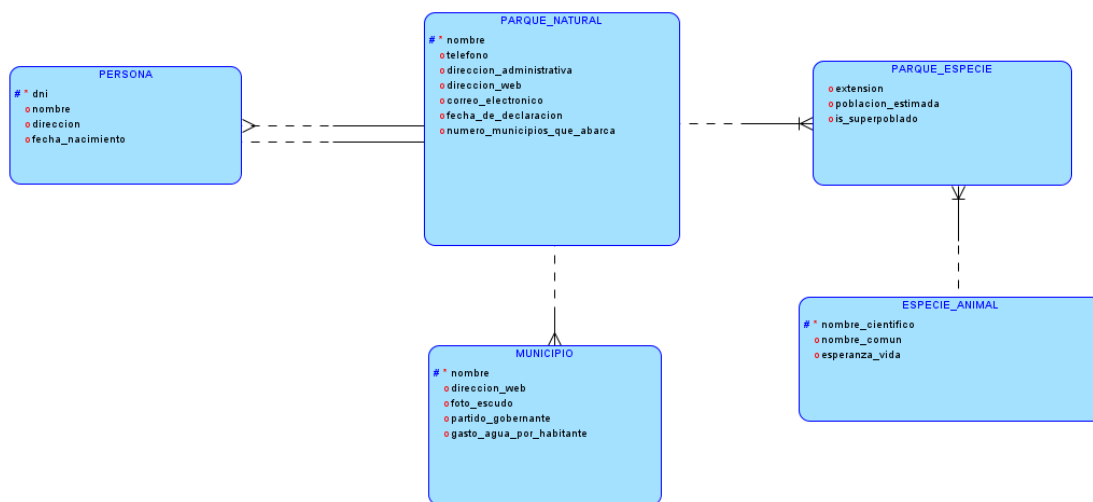 PARQUE_NATURAL
# * nombre
o telefono
o direccion_administrativa
o direccion_web
o correo_electronico
o fecha_de_declaracion
o numero_municipios_que_abarca
PERSONA
# * dni
o nombre
o direccion
o fecha_nacimiento
PARQUE_ESPECIE
o extension
o poblacion_estimada
o is_superpoblado
MUNICIPIO
# * nombre
o direccion_web
o foto_escudo
o partido_gobernante
o gasto_agua_por_habitante
ESPECIE_ANIMAL
# * nombre_cientifico
o nombre_comun
o esperanza_vida